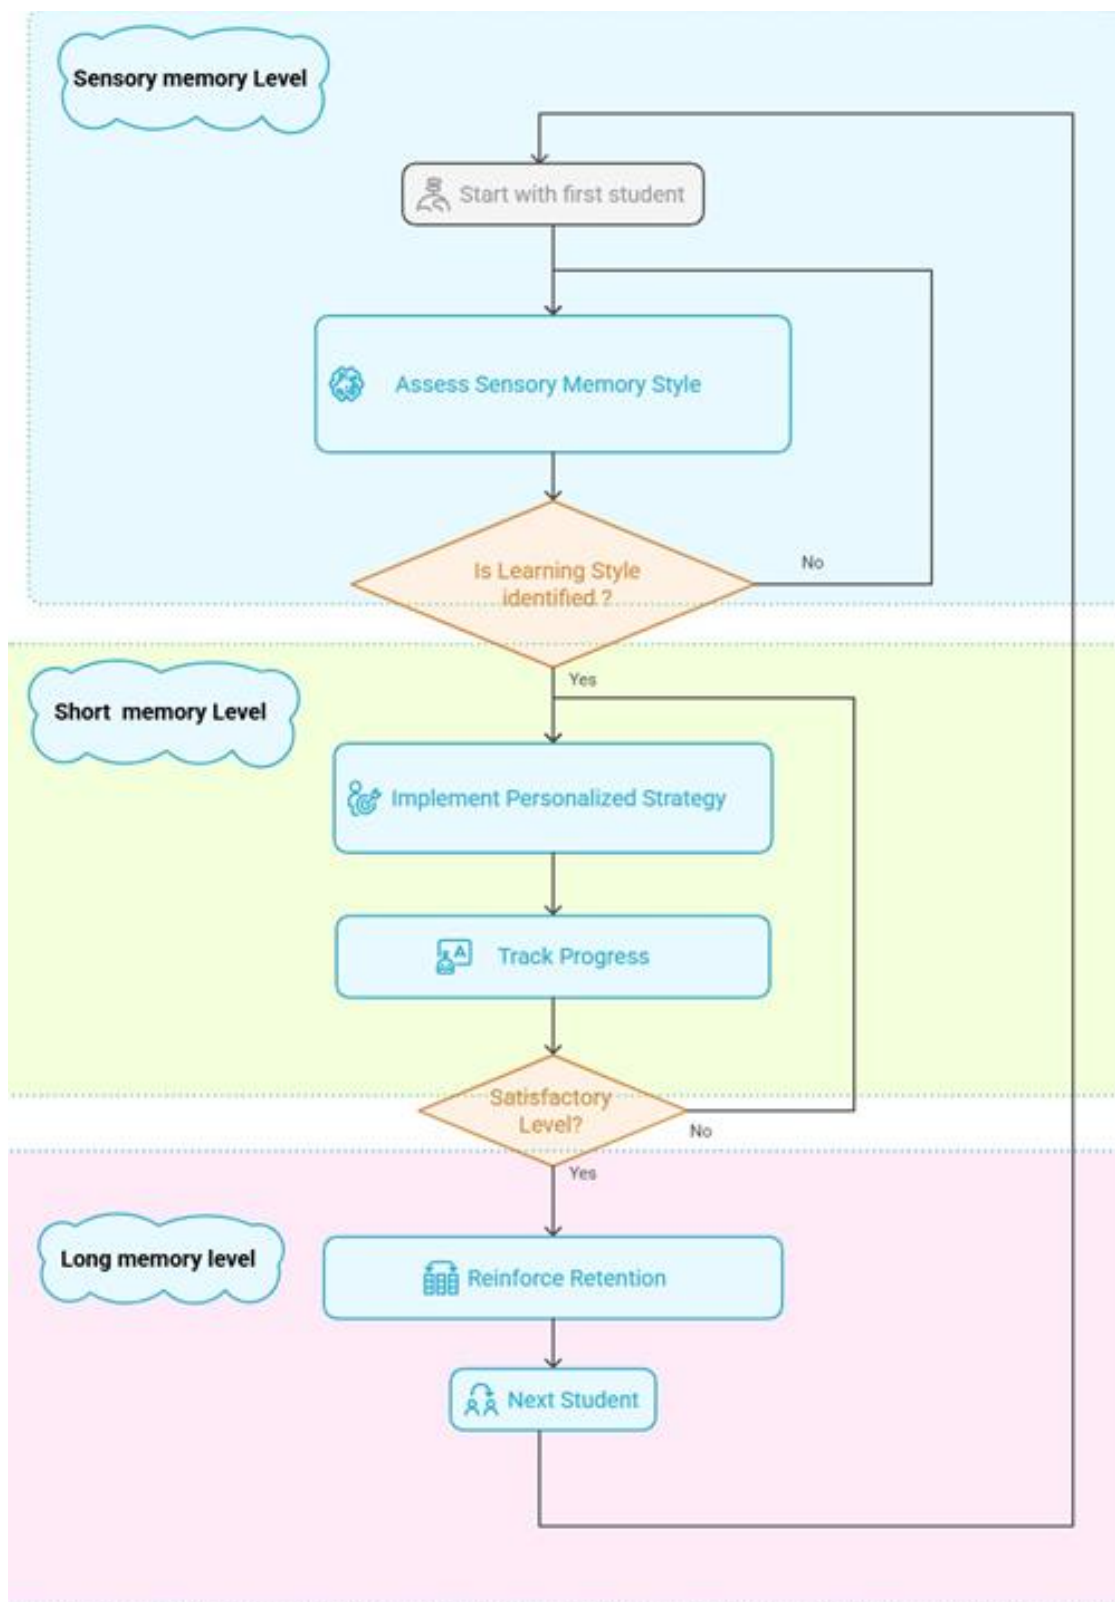 Sensory memory Level
Start with first student
Assess Sensory Memory Style
Is Learning Style
identified ?
No
Yes
Short  memory Level
Implement Personalized Strategy
Track Progress
Satisfactory
Level?
No
Yes
Long memory level
Reinforce Retention
Next Student